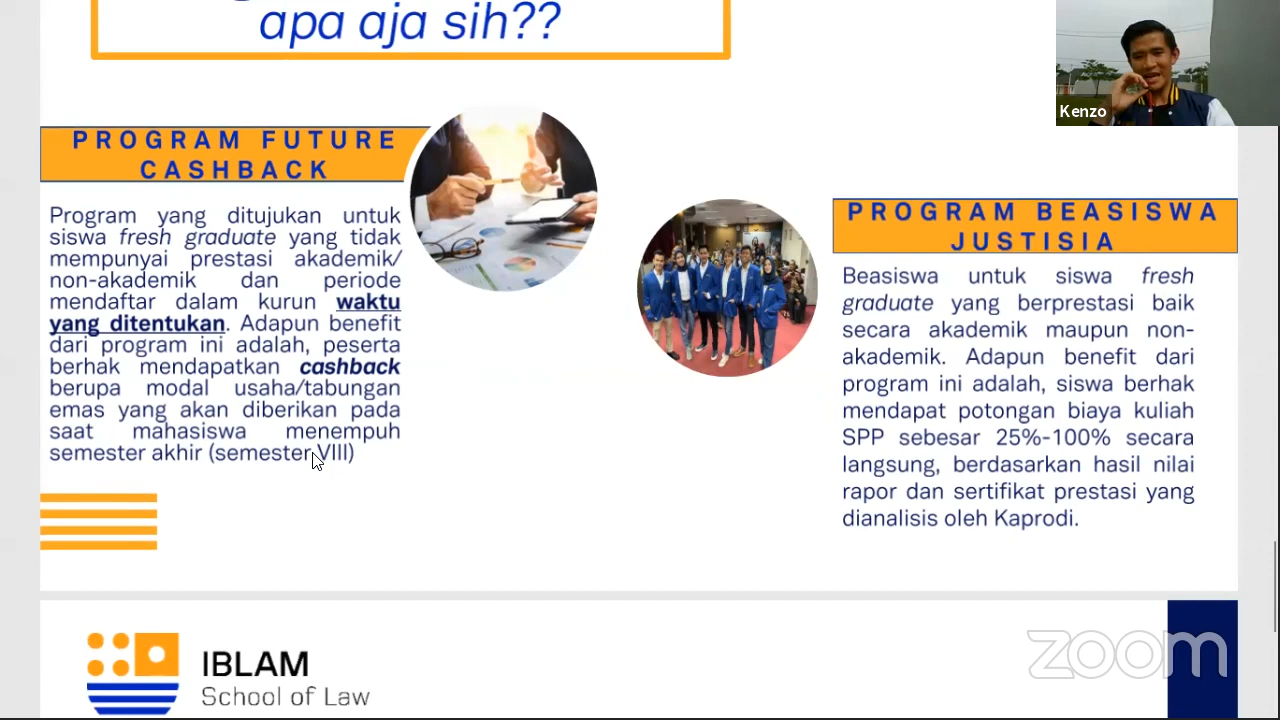 apa aja sih??
Kenzo
PROGRAM FUTURE
CASHBACK
Program yang ditujukan untuk
siswa fresh graduate yang tidak
mempunyai prestasi akademik/
non-akademik dan periode
mendaftar dalam kurun waktu
yang ditentukan. Adapun benefit
dari program ini adalah, peserta
berhak mendapatkan cashback
berupa modal usaha/tabungan
emas yang akan diberikan pada
saat mahasiswa menempuh
semester akhir (semester VIII)
PROGRAM BEASISWA
JUSTISIA
Beasiswa untuk siswa fresh
graduate yang berprestasi baik
secara akademik maupun non-
akademik. Adapun benefit dari
program ini adalah, siswa berhak
mendapat potongan biaya kuliah
SPP sebesar 25%-100% secara
langsung, berdasarkan hasil nilai
rapor dan sertifikat prestasi yang
dianalisis oleh Kaprodi.
IBLAM
School of Law
zoom